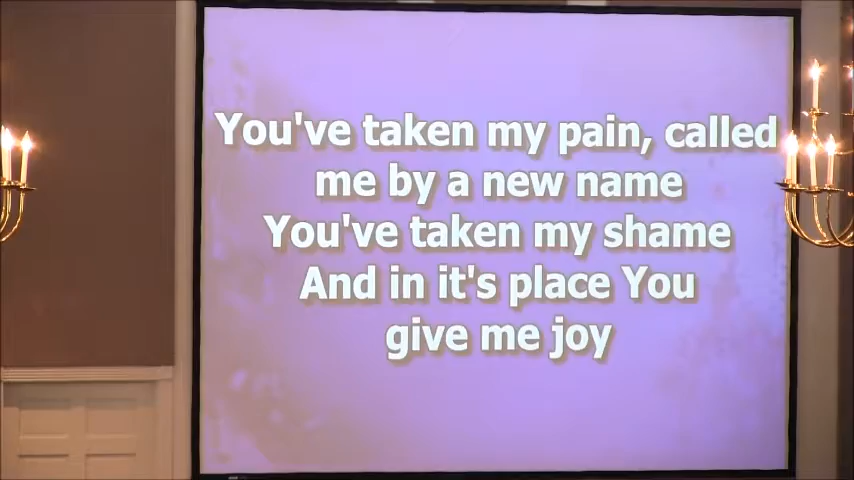 You've taken my pain, called
me by a new name
You've taken my shame
And in it's place You
give me joy